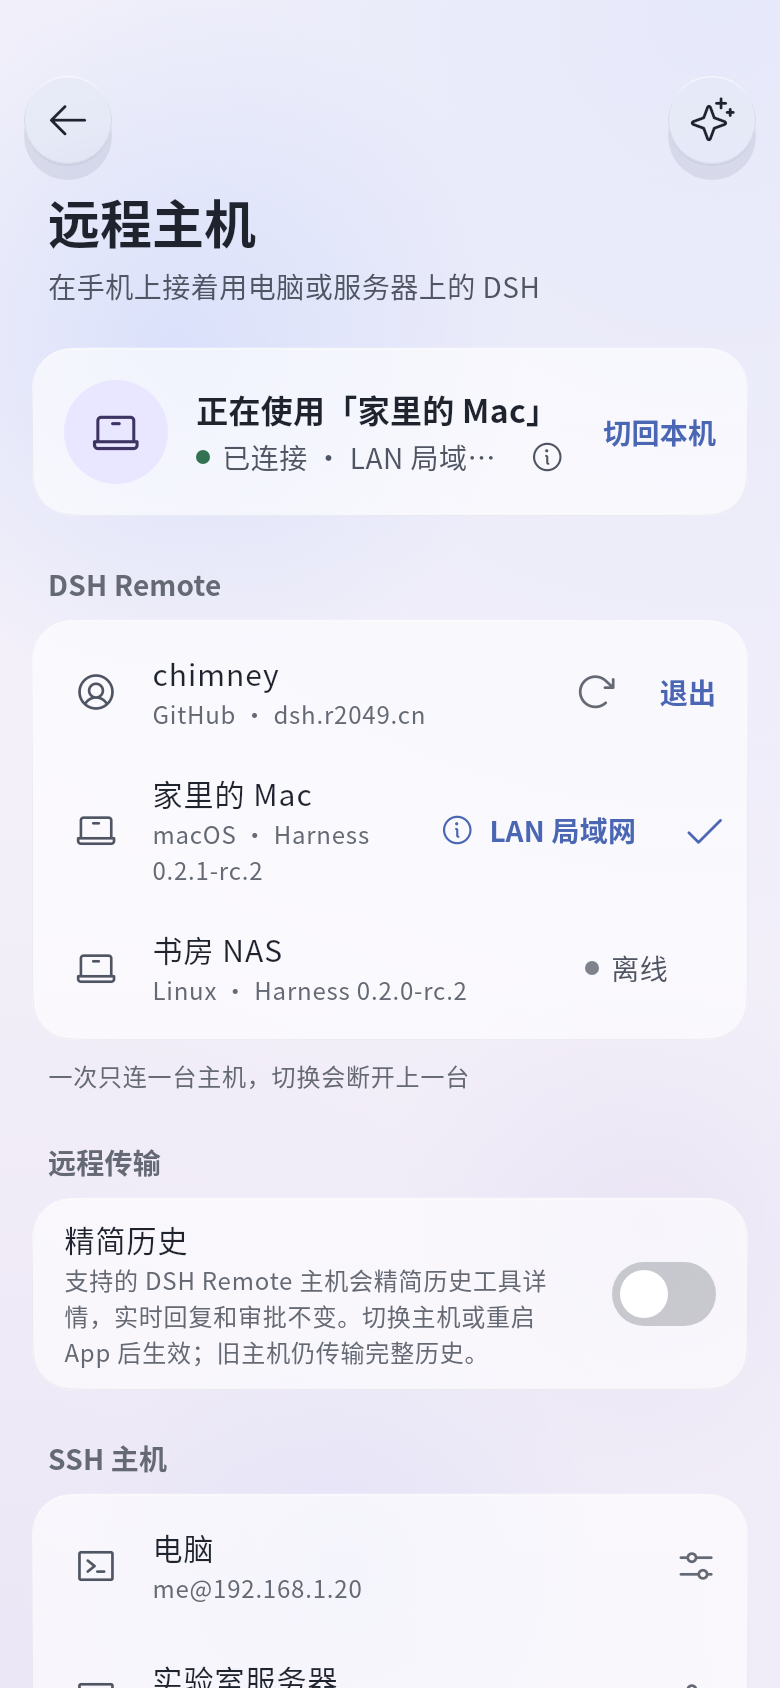 远程主机
在手机上接着用电脑或服务器上的 DSH
正在使用「家里的 Mac」
已连接 • LAN 局域…
切回本机
DSH Remote
chimney
GitHub • dsh.r2049.cn
退出
家里的 Mac
macOS • Harness
0.2.1-rc.2
LAN 局域网
书房 NAS
Linux • Harness 0.2.0-rc.2
离线
一次只连一台主机，切换会断开上一台
远程传输
精简历史
支持的 DSH Remote 主机会精简历史工具详
情，实时回复和审批不变。切换主机或重启
App 后生效；旧主机仍传输完整历史。
SSH 主机
电脑
me@192.168.1.20
实验室服务器